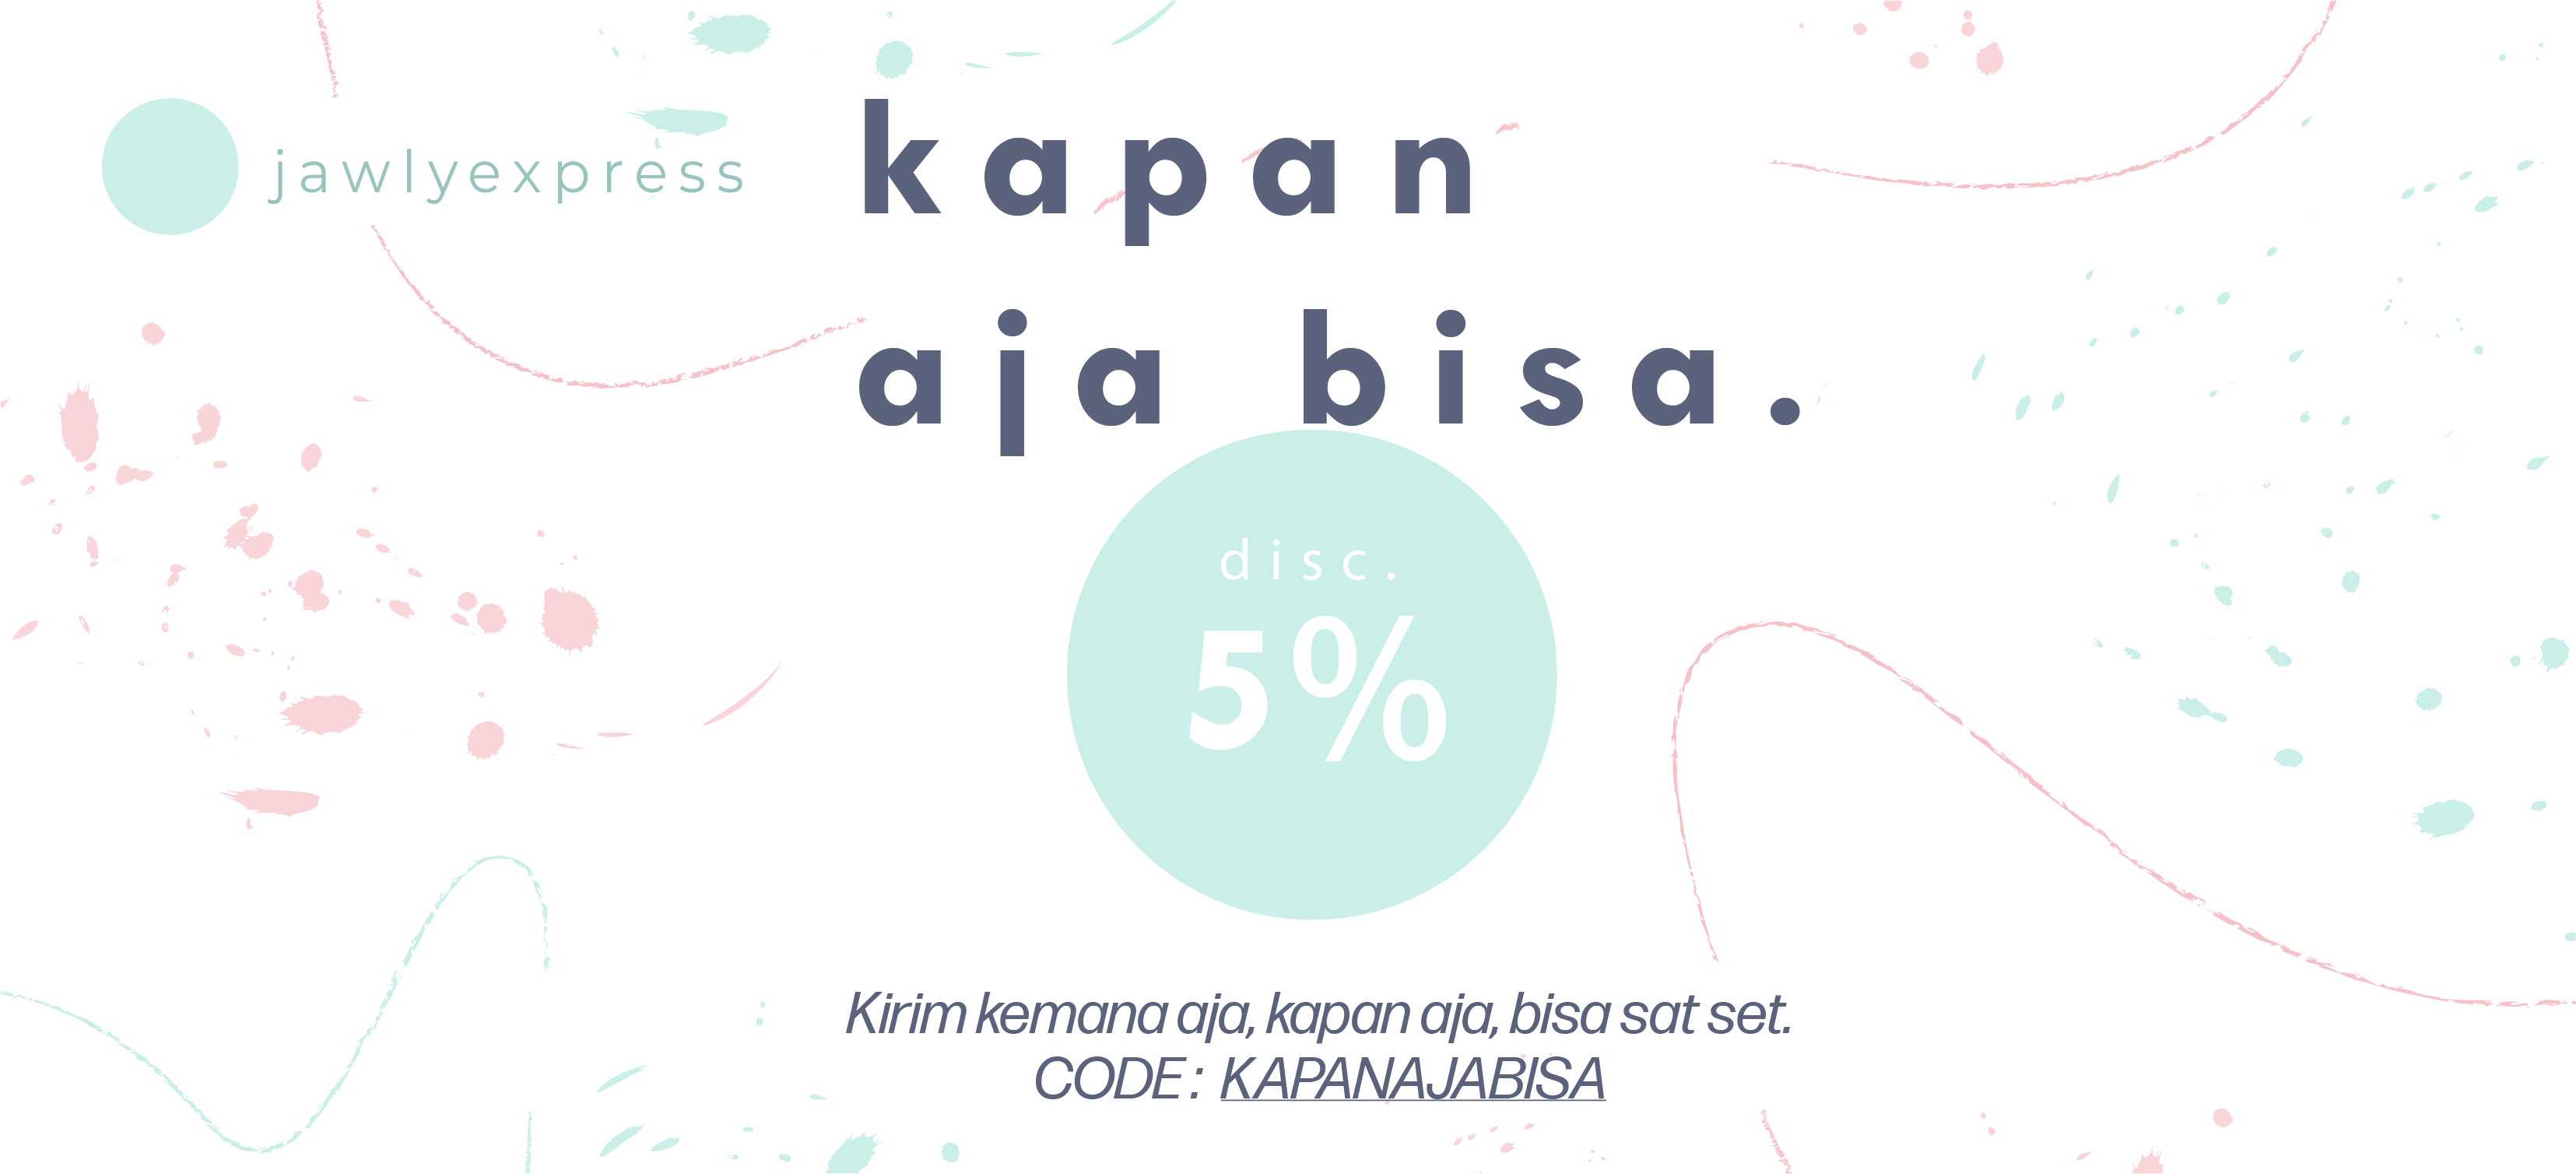 jawlyexpress
kapan
aja bisa.
disc.
5%
Kirim kemana aja, kapan aja, bisa sat set.
CODE : KAPANAJABISA